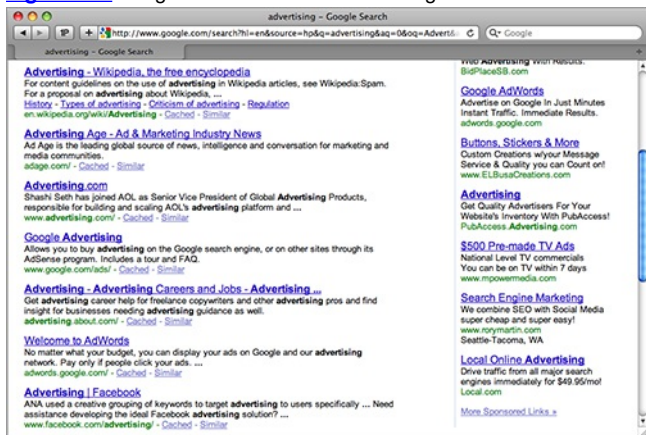 advertising – Google Search
http://www.google.com/search?hl=en&source=hp&q=advertising&aq=0&oq=Advert&
Google
advertising – Google Search
Advertising - Wikipedia, the free encyclopedia
For content guidelines on the use of advertising in Wikipedia articles, see Wikipedia:Spam.
For a proposal on advertising about Wikipedia, ...
History - Types of advertising - Criticism of advertising - Regulation
en.wikipedia.org/wiki/Advertising - Cached - Similar
Advertising Age - Ad & Marketing Industry News
Ad Age is the leading global source of news, intelligence and conversation for marketing and
media communities.
adage.com/ - Cached - Similar
Advertising.com
Shashi Seth has joined AOL as Senior Vice President of Global Advertising Products,
responsible for building and scaling AOL's advertising platform and ...
www.advertising.com/ - Cached - Similar
Google Advertising
Allows you to buy advertising on the Google search engine, or on other sites through its
AdSense program. Includes a tour and FAQ.
www.google.com/ads/ - Cached - Similar
Advertising - Advertising Careers and Jobs - Advertising ...
Get advertising career help for freelance copywriters and other advertising pros and find
insight for businesses needing advertising guidance as well.
advertising.about.com/ - Cached - Similar
Welcome to AdWords
No matter what your budget, you can display your ads on Google and our advertising
network. Pay only if people click your ads. ...
adwords.google.com/ - Cached - Similar
Advertising | Facebook
ANA used a creative grouping of keywords to target advertising to users specifically ... Need
assistance developing the ideal Facebook advertising solution? ...
www.facebook.com/advertising/ - Cached - Similar
Web Advertising With Results.
BidPlaceSB.com
Google AdWords
Advertise on Google In Just Minutes
Instant Traffic. Immediate Results.
adwords.google.com
Buttons, Stickers & More
Custom Creations w/your Message
Service & Quality you can Count on!
www.ELBusaCreations.com
Advertising
Get Quality Advertisers For Your
Website's Inventory With PubAccess!
PubAccess.Advertising.com
$500 Pre-made TV Ads
National Level TV commercials
You can be on TV within 7 days
www.mpowermedia.com
Search Engine Marketing
We combine SEO with Social Media
super cheap and super easy!
www.rorymartin.com
Seattle-Tacoma, WA
Local Online Advertising
Drive traffic from all major search
engines immediately for $49.95/mo!
Local.com
More Sponsored Links »